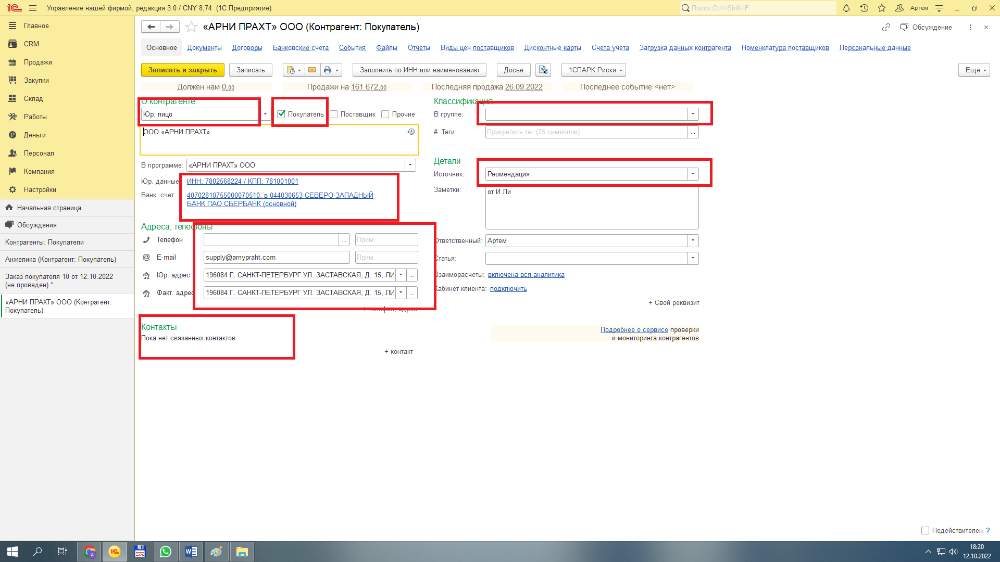 Управление нашей фирмой, редакция 3.0 / CNY 8,74 (1С:Предприятие)
Поиск Ctrl+Shift+F
Артем
Главное
CRM
Продажи
Закупки
Склад
Работы
Деньги
Персонал
Компания
Настройки
Начальная страница
Обсуждения
Контрагенты: Покупатели
Анжелика (Контрагент: Покупатель)
Заказ покупателя 10 от 12.10.2022
(не проведен) *
«АРНИ ПРАХТ» ООО (Контрагент:
Покупатель)
«АРНИ ПРАХТ» ООО (Контрагент: Покупатель)
Обсуждение
Основное Документы Договоры Банковские счета События Файлы Отчеты Виды цен поставщиков Дисконтные карты Счета учета Загрузка данных контрагента Номенклатура поставщиков Персональные данные
Записать и закрыть Записать Заполнить по ИНН или наименованию Досье 1СПАРК Риски Еще
Должен нам 0,00 Продажи на 161 672,00 Последняя продажа 26.09.2022 Последнее событие <нет>
О контрагенте
Юр. лицо Покупатель Поставщик Прочие
ООО «АРНИ ПРАХТ»
В программе: «АРНИ ПРАХТ» ООО
Юр. данные ИНН: 7802568224 / КПП: 781001001
Банк. счет: 40702810755000070510, в 044030653 СЕВЕРО-ЗАПАДНЫЙ
БАНК ПАО СБЕРБАНК (основной)
Адреса, телефоны
Телефон ... Прим.
E-mail supply@arnypraht.com Прим.
Юр. адрес 196084 Г. САНКТ-ПЕТЕРБУРГ УЛ. ЗАСТАВСКАЯ, Д. 15, ЛИ ...
Факт. адрес 196084 Г. САНКТ-ПЕТЕРБУРГ УЛ. ЗАСТАВСКАЯ, Д. 15, ЛИ ...
+ телефон, адрес
Контакты
Пока нет связанных контактов
+ контакт
Классификация
В группе:
# Теги: Прикрепить тег (25 символов) ...
Детали
Источник: Реомендация
Заметки: от И Ли
Ответственный: Артем
Статья:
Взаиморасчеты: включена вся аналитика
Кабинет клиента: подключить
+ Свой реквизит
Подробнее о сервисе проверки
и мониторинга контрагентов
Недействителен ?
18:20
12.10.2022